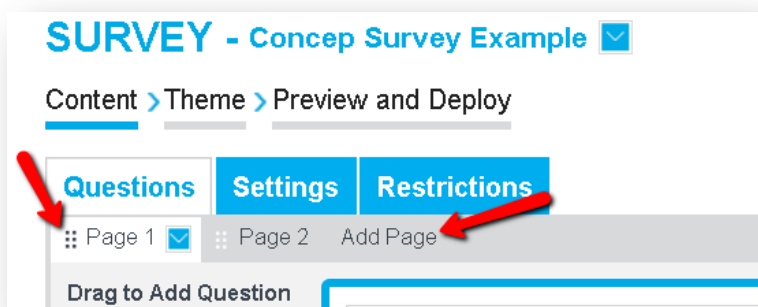 SURVEY - Concep Survey Example
Content > Theme > Preview and Deploy
Questions Settings Restrictions
Page 1 Page 2 Add Page
Drag to Add Question